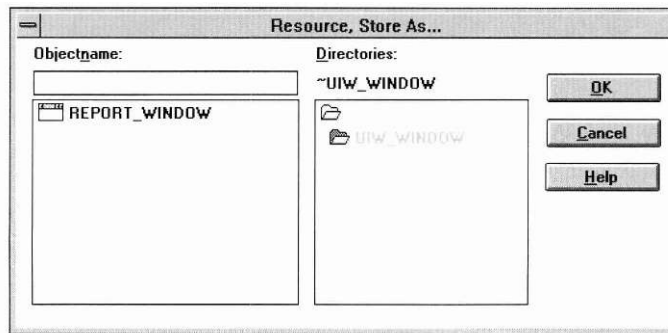 Resource, Store As...
Objectname:
Directories:
~UIW_WINDOW
REPORT_WINDOW
UIW_WINDOW
OK
Cancel
Help